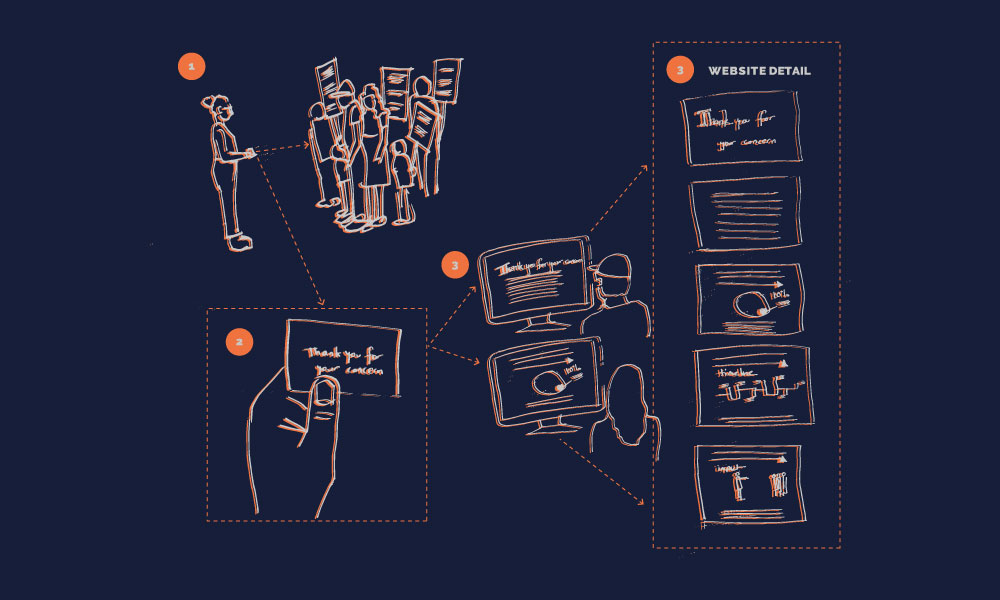 1
3
WEBSITE DETAIL
Thank you for
your concern
3
Thank you for your concern
2
Thank you for
your concern
100%
100%
timeline
impact